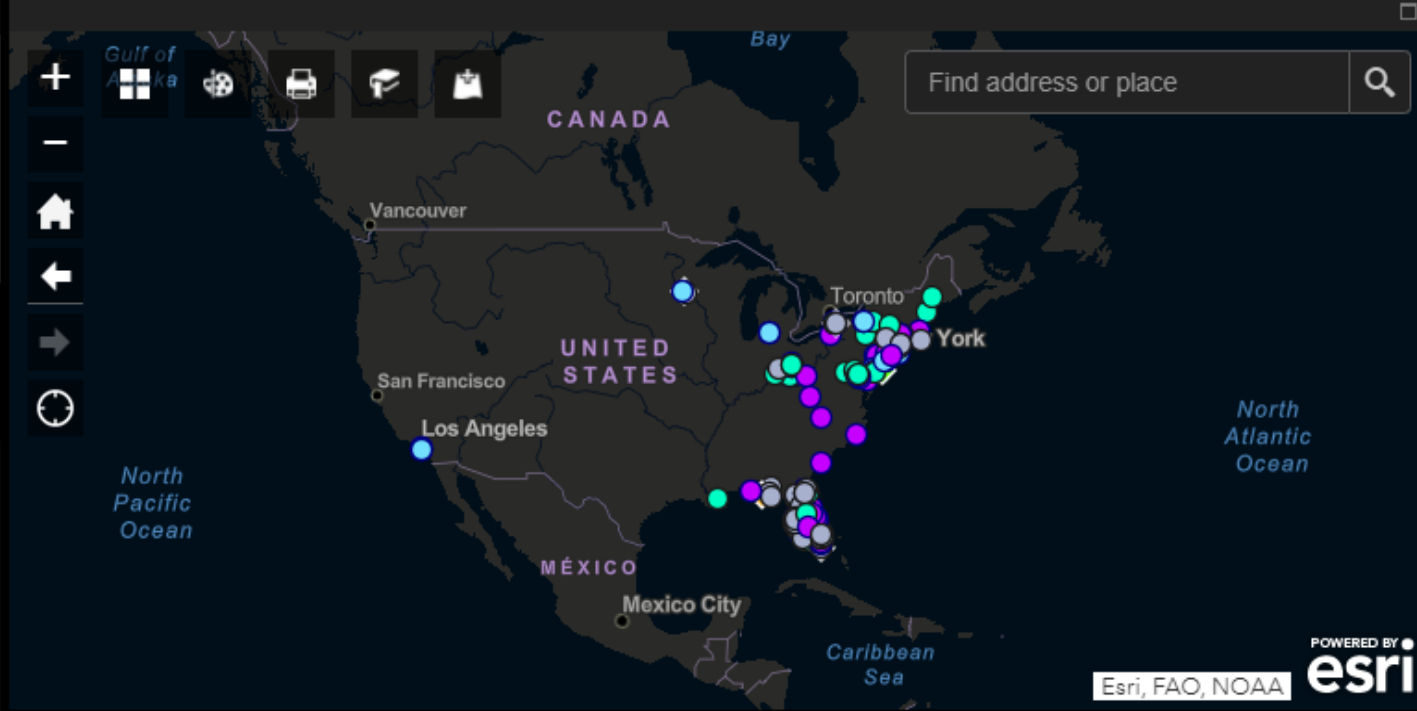 Gulf of
Bay
Find address or place
CANADA
Vancouver
Toronto
York
UNITED
STATES
San Francisco
Los Angeles
North
Atlantic
Ocean
North
Pacific
Ocean
MÉXICO
Mexico City
Caribbean
Sea
POWERED BY
esri
Esri, FAO, NOAA